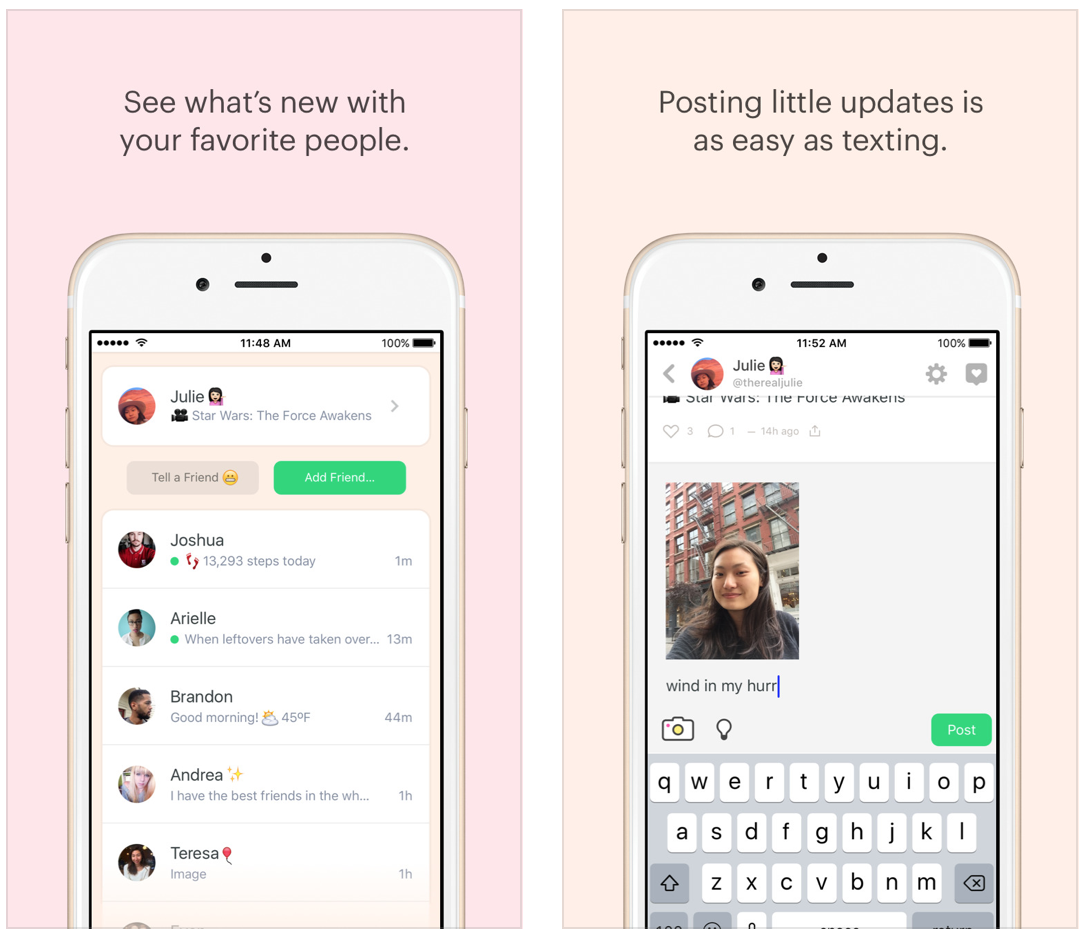 See what's new with
your favorite people.
11:48 AM
100%
Julie
Star Wars: The Force Awakens
Tell a Friend 😬
Add Friend...
Joshua
13,293 steps today
1m
Arielle
When leftovers have taken over...
13m
Brandon
Good morning! ⛅ 45ºF
44m
Andrea ✨
I have the best friends in the wh...
1h
Teresa🎈
Image
1h
Posting little updates is
as easy as texting.
11:52 AM
100%
Julie
@therealjulie
Star Wars: The Force Awakens
3
1
– 14h ago
wind in my hurr
Post
q w e r t y u i o p
a s d f g h j k l
z x c v b n m
space
return